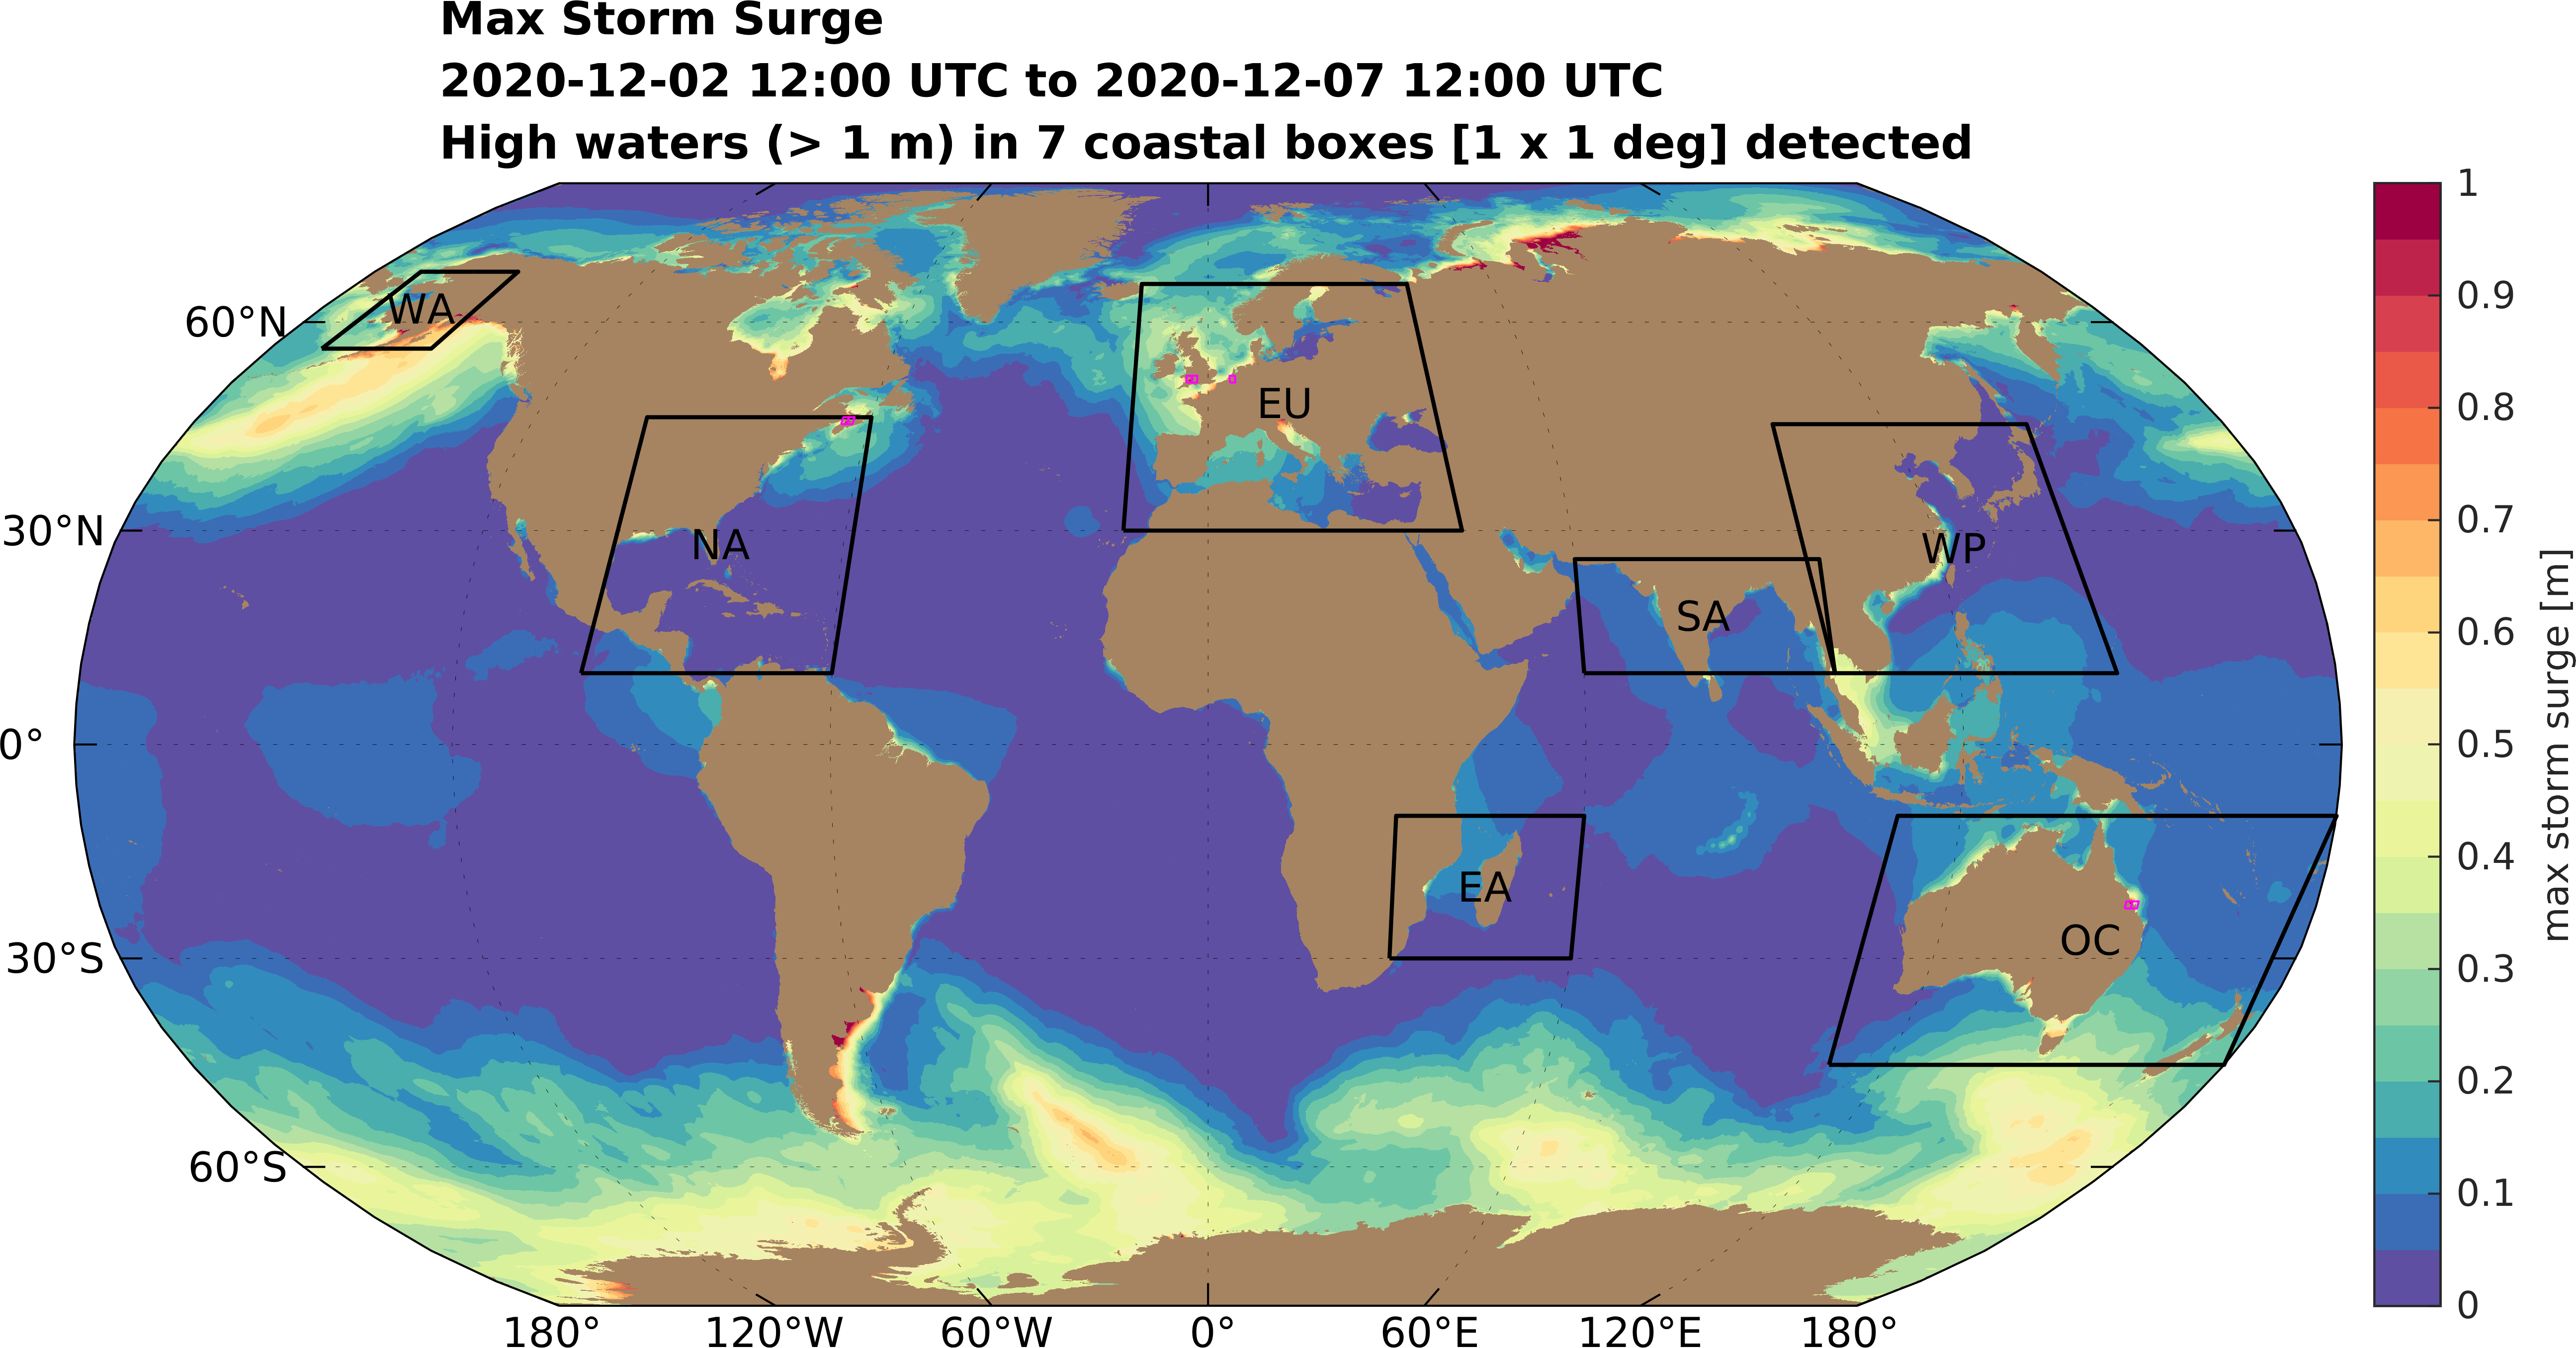 Max Storm Surge
2020-12-02 12:00 UTC to 2020-12-07 12:00 UTC
High waters (> 1 m) in 7 coastal boxes [1 x 1 deg] detected
60°N
30°N
0°
30°S
60°S
WA
NA
EU
SA
WP
EA
OC
180°
120°W
60°W
0°
60°E
120°E
180°
1
0.9
0.8
0.7
0.6
0.5
0.4
0.3
0.2
0.1
0
max storm surge [m]